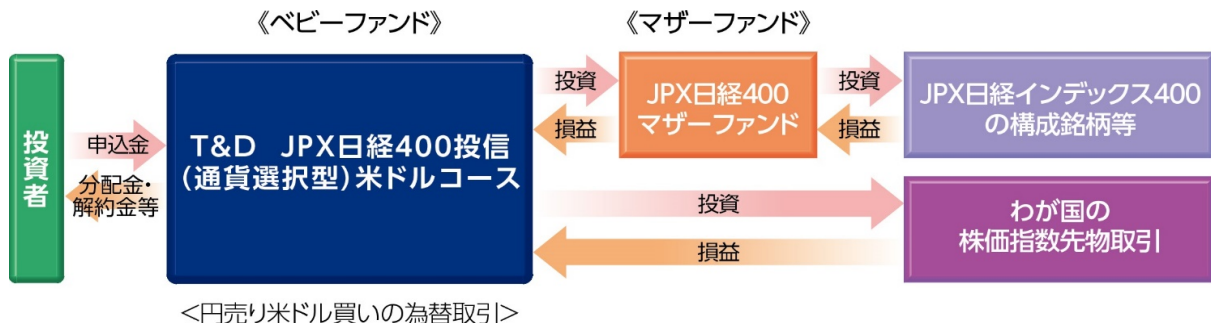 《ベビーファンド》
《マザーファンド》
投資者
申込金
分配金・
解約金等
T&D JPX日経400投信
(通貨選択型)米ドルコース
投資
損益
JPX日経400
マザーファンド
投資
損益
JPX日経インデックス400
の構成銘柄等
投資
損益
わが国の
株価指数先物取引
<円売り米ドル買いの為替取引>